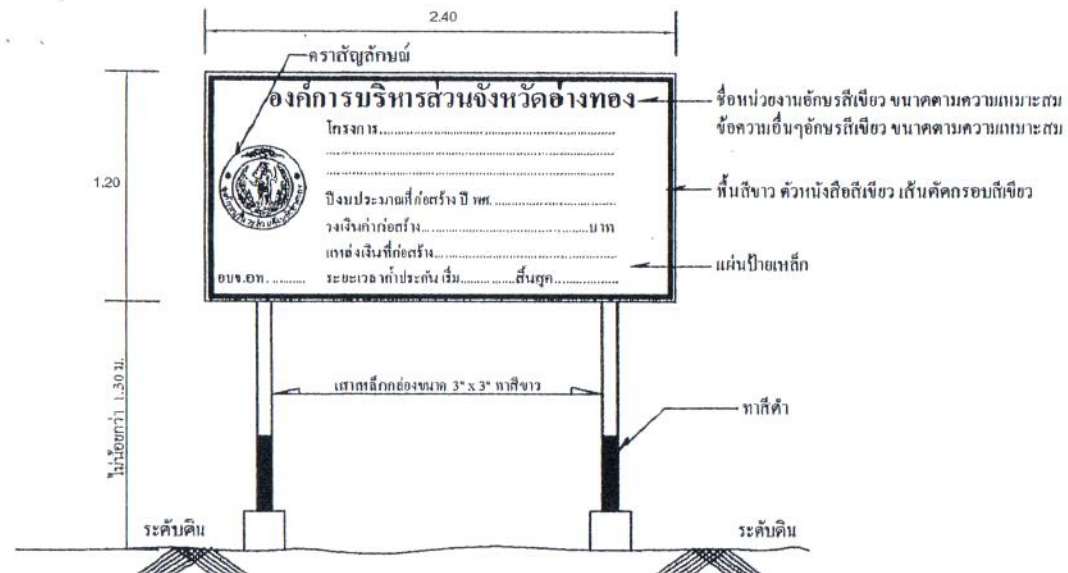 2.40
ตราสัญลักษณ์
องค์การบริหารส่วนจังหวัดอ่างทอง
ชื่อหน่วยงานอักษรสีเขียว ขนาดตามความเหมาะสม
ข้อความอื่นๆอักษรสีเขียว ขนาดตามความเหมาะสม
โครงการ
1.20
ปีงบประมาณที่ก่อสร้าง ปี พศ.
พื้นสีขาว ตัวหนังสือสีเขียว เส้นตัดกรอบสีเขียว
วงเงินค่าก่อสร้าง บาท
แหล่งเงินที่ก่อสร้าง
แผ่นป้ายเหล็ก
อบจ.อท.
ระยะเวลาค้ำประกัน เริ่ม สิ้นสุด
ไม่น้อยกว่า 1.30 ม.
เสาเหล็กกล่องขนาด 3" x 3" ทาสีขาว
ทาสีดำ
ระดับดิน
ระดับดิน